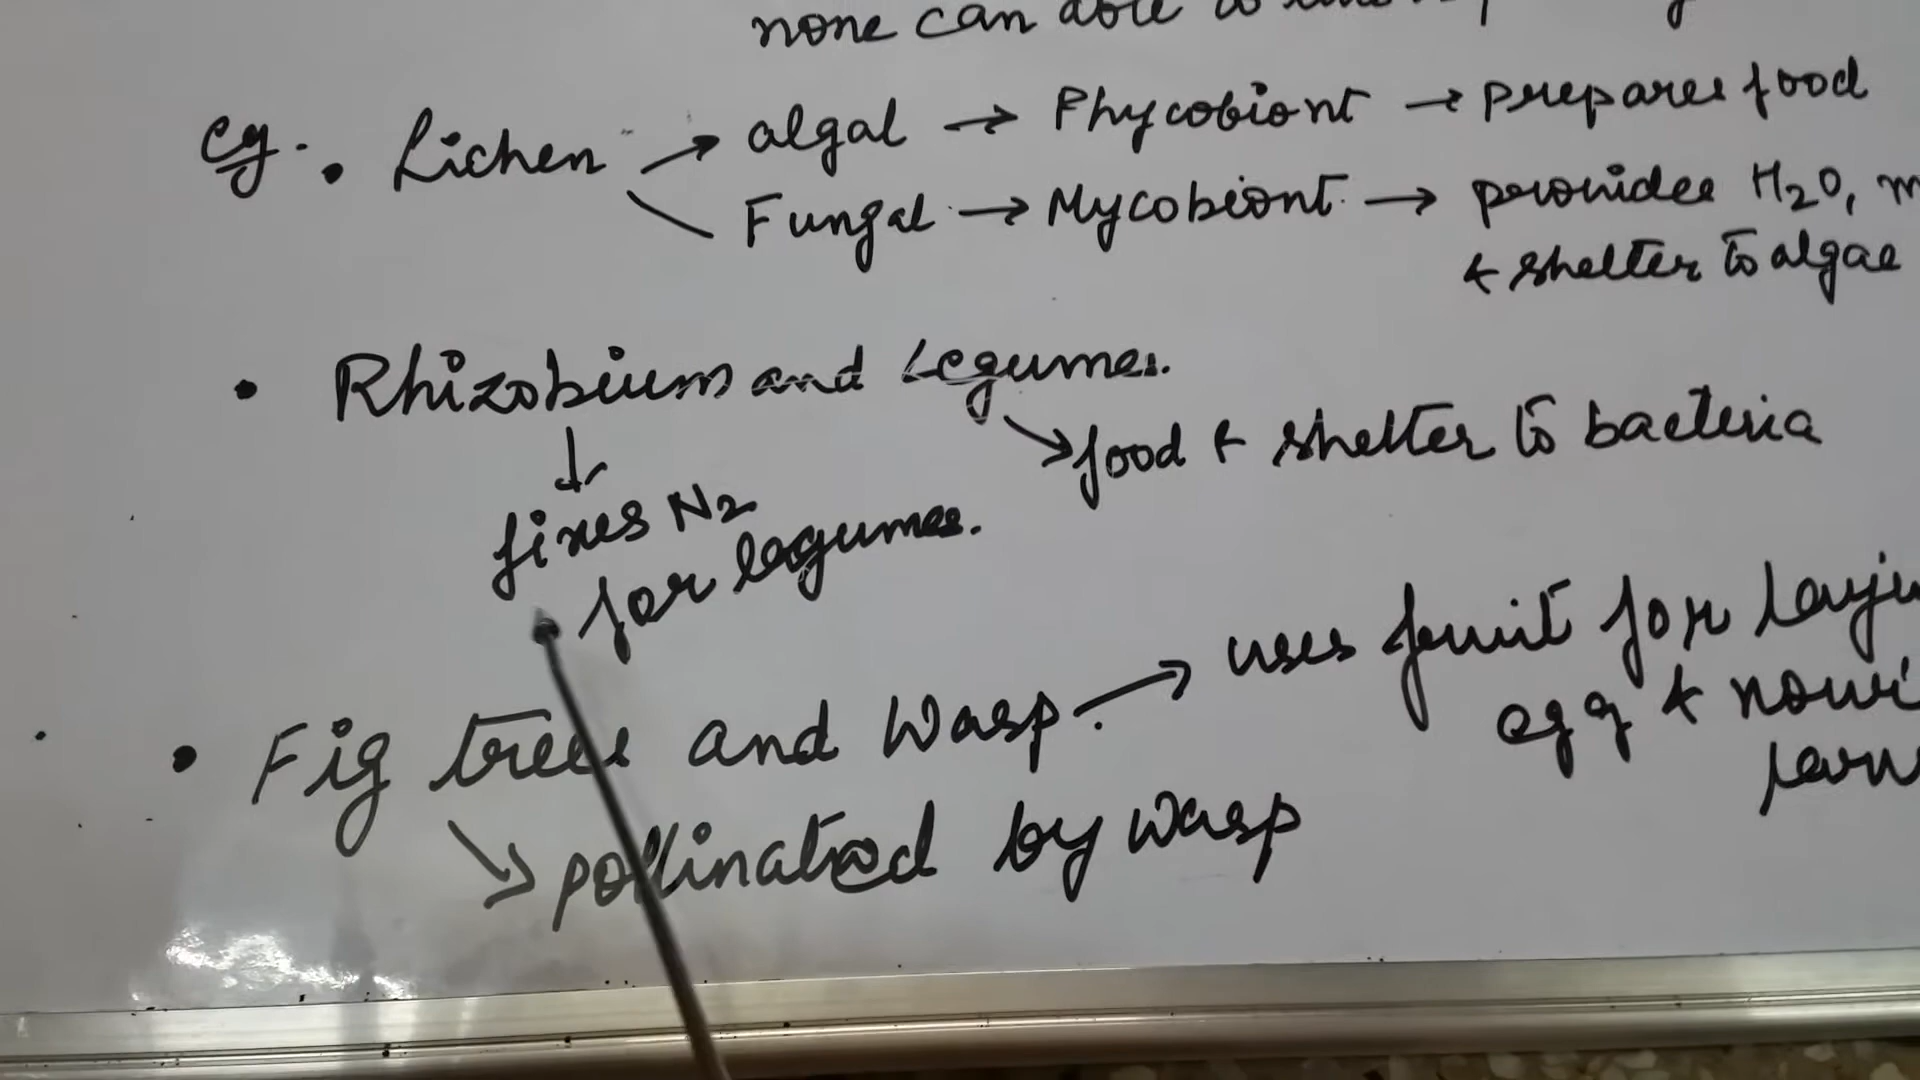 none can able
eg. • Lichen → algal → Phycobiont → prepares food
Fungal → Mycobiont → provides H2O, m
& shelter to algae
• Rhizobium and Legumes.
→ food & shelter to bacteria
↓
fixes N2
for legumes.
→ uses fruit for
egg &
• Fig trees and Wasp.
→ pollinated by wasp